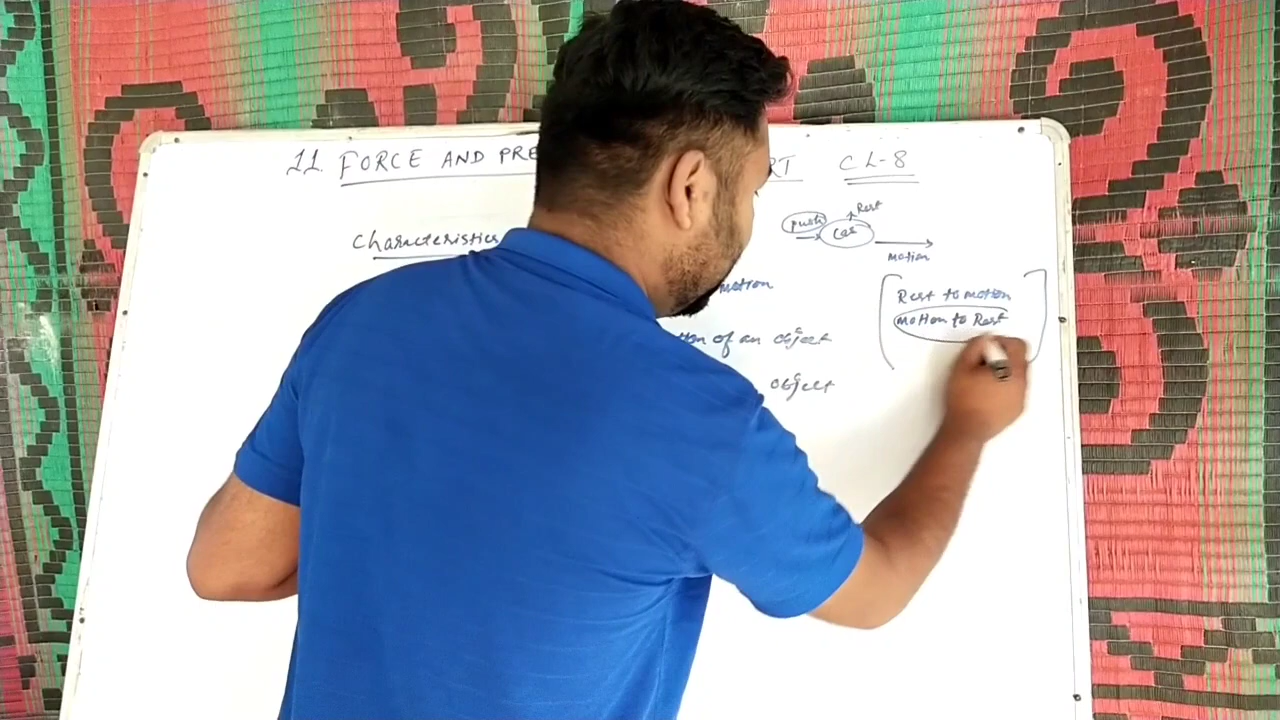 11. FORCE AND PRE RT CL-8
Characteristics
push Car Rest
motion
motion
Rest to motion
motion to Rest
of an object
object